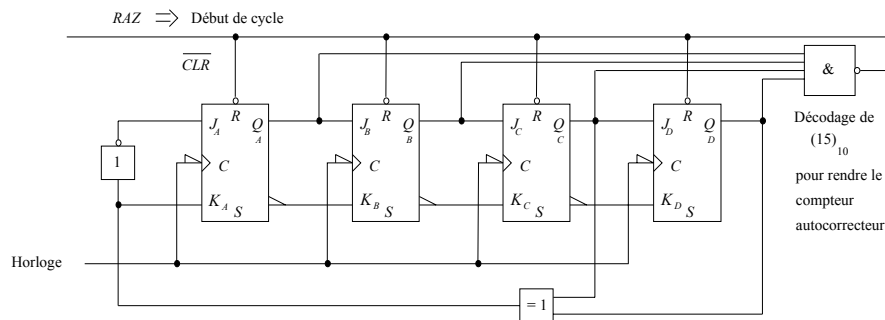 RAZ ⇒ Début de cycle
CLR
&
J_A R Q_A
J_B R Q_B
J_C R Q_C
J_D R Q_D
Décodage de
(15)_10
pour rendre le
compteur
autocorrecteur
1
C
C
C
C
K_A S
K_B S
K_C S
K_D S
Horloge
= 1